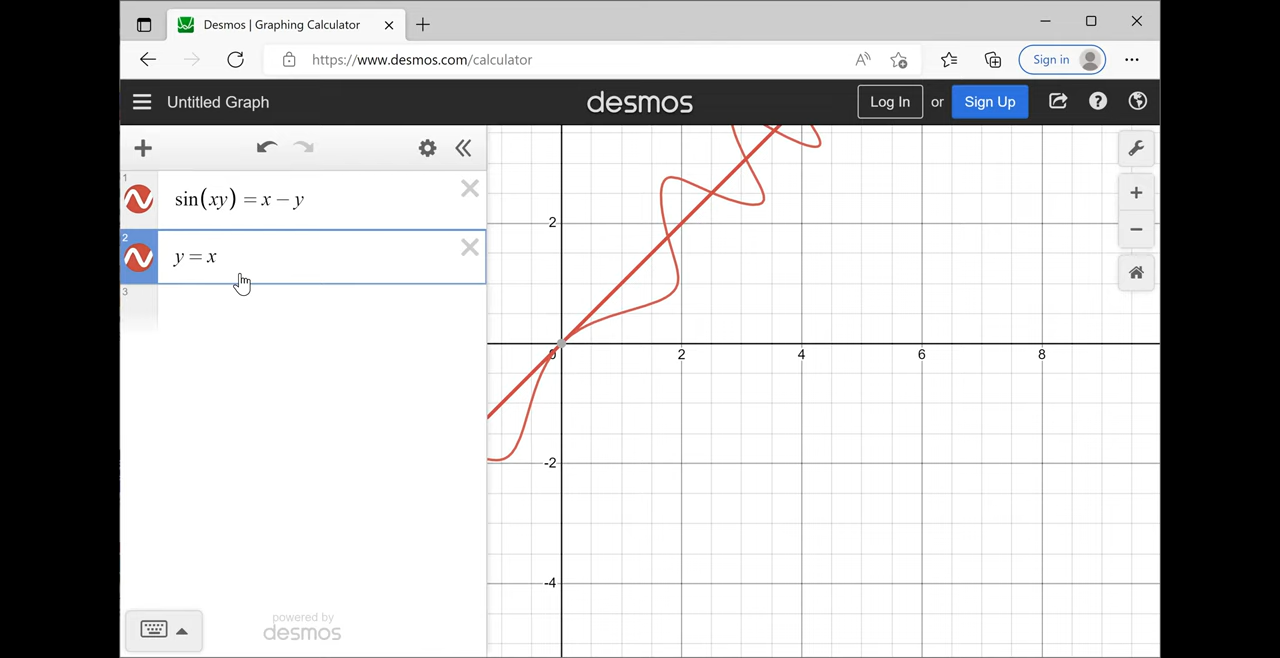 Desmos | Graphing Calculator
https://www.desmos.com/calculator
Sign in
Untitled Graph
desmos
Log In or Sign Up
1
sin(xy) = x − y
2
y = x
3
2
0 2 4 6 8
-2
-4
powered by
desmos